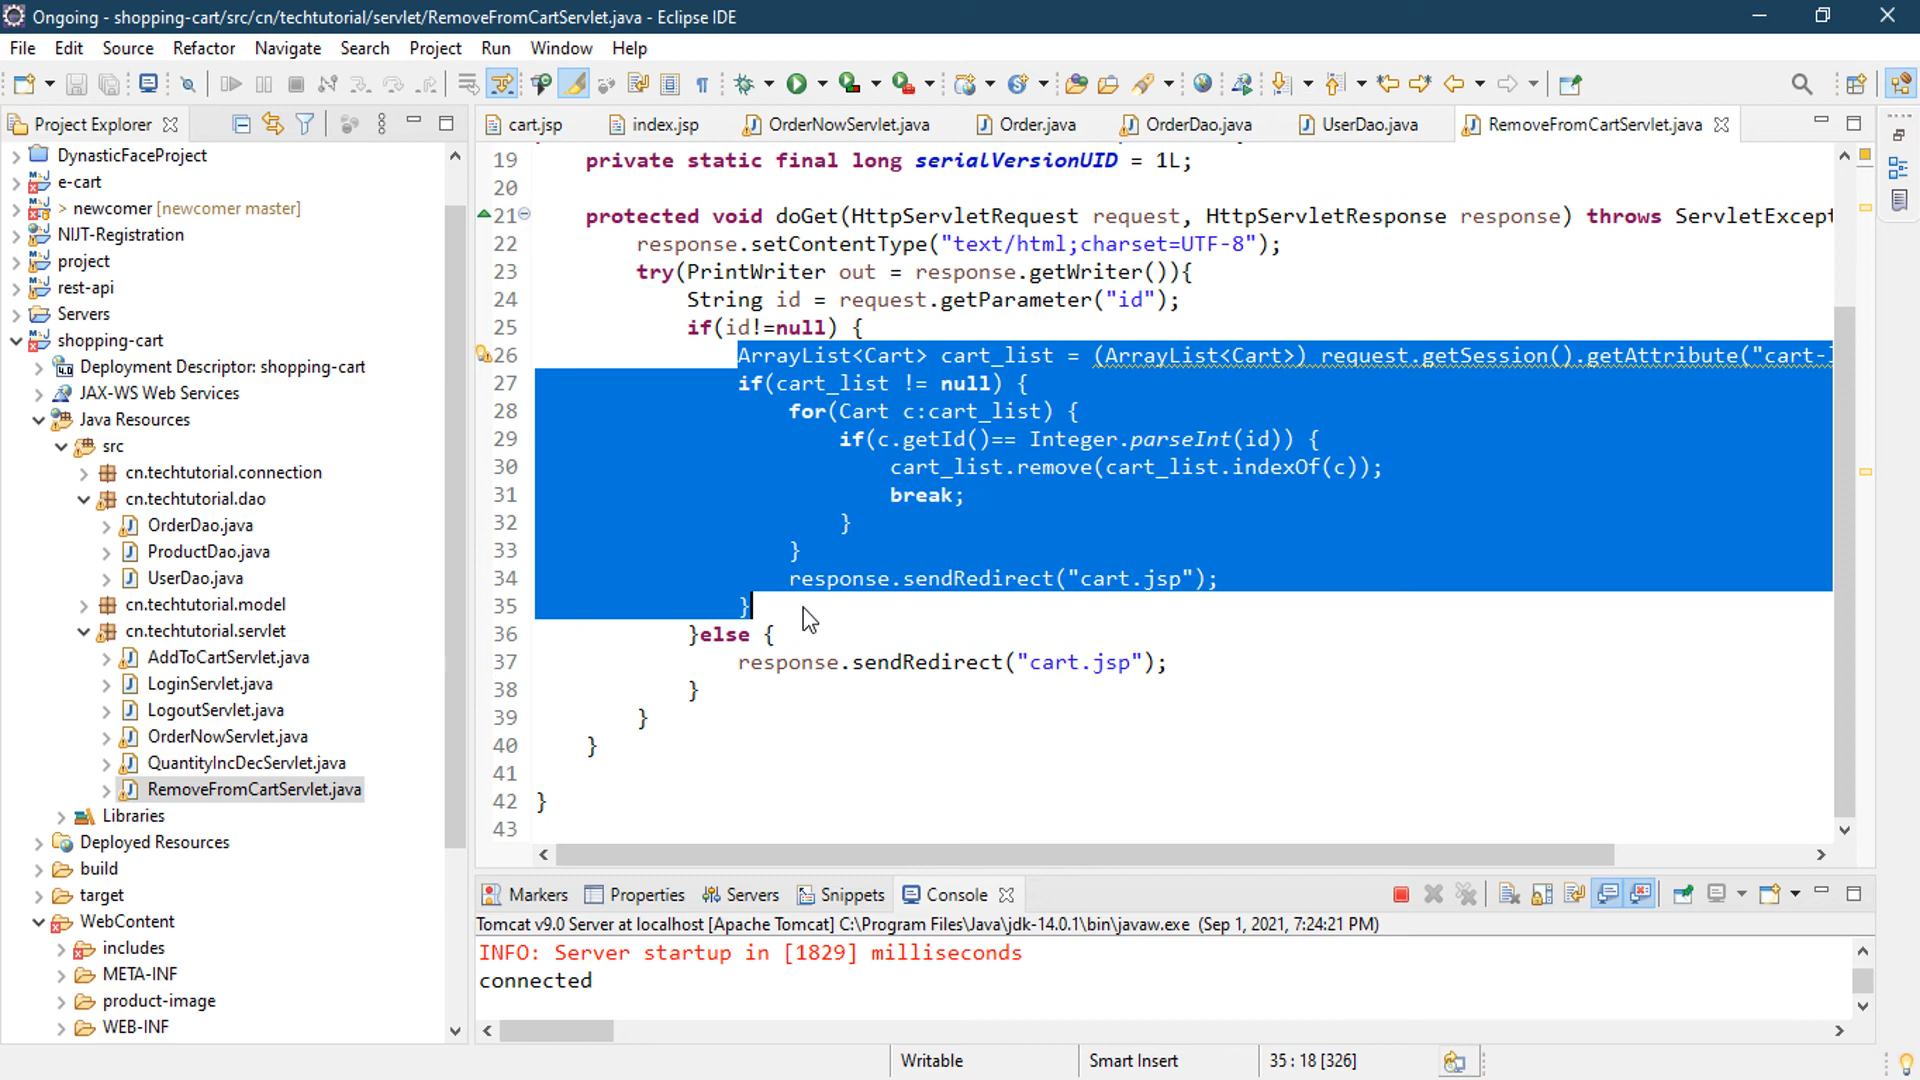 Ongoing - shopping-cart/src/cn/techtutorial/servlet/RemoveFromCartServlet.java - Eclipse IDE
File Edit Source Refactor Navigate Search Project Run Window Help
Project Explorer
cart.jsp index.jsp OrderNowServlet.java Order.java OrderDao.java UserDao.java RemoveFromCartServlet.java
DynasticFaceProject
e-cart
> newcomer [newcomer master]
NIJT-Registration
project
rest-api
Servers
shopping-cart
Deployment Descriptor: shopping-cart
JAX-WS Web Services
Java Resources
src
cn.techtutorial.connection
cn.techtutorial.dao
OrderDao.java
ProductDao.java
UserDao.java
cn.techtutorial.model
cn.techtutorial.servlet
AddToCartServlet.java
LoginServlet.java
LogoutServlet.java
OrderNowServlet.java
QuantityIncDecServlet.java
RemoveFromCartServlet.java
Libraries
Deployed Resources
build
target
WebContent
includes
META-INF
product-image
WEB-INF
19 private static final long serialVersionUID = 1L;
20
21 protected void doGet(HttpServletRequest request, HttpServletResponse response) throws ServletExcept
22 response.setContentType("text/html;charset=UTF-8");
23 try(PrintWriter out = response.getWriter()){
24 String id = request.getParameter("id");
25 if(id!=null) {
26 ArrayList<Cart> cart_list = (ArrayList<Cart>) request.getSession().getAttribute("cart-l
27 if(cart_list != null) {
28 for(Cart c:cart_list) {
29 if(c.getId()== Integer.parseInt(id)) {
30 cart_list.remove(cart_list.indexOf(c));
31 break;
32 }
33 }
34 response.sendRedirect("cart.jsp");
35 }
36 }else {
37 response.sendRedirect("cart.jsp");
38 }
39 }
40 }
41
42 }
43
Markers Properties Servers Snippets Console
Tomcat v9.0 Server at localhost [Apache Tomcat] C:\Program Files\Java\jdk-14.0.1\bin\javaw.exe (Sep 1, 2021, 7:24:21 PM)
INFO: Server startup in [1829] milliseconds
connected
Writable Smart Insert 35 : 18 [326]